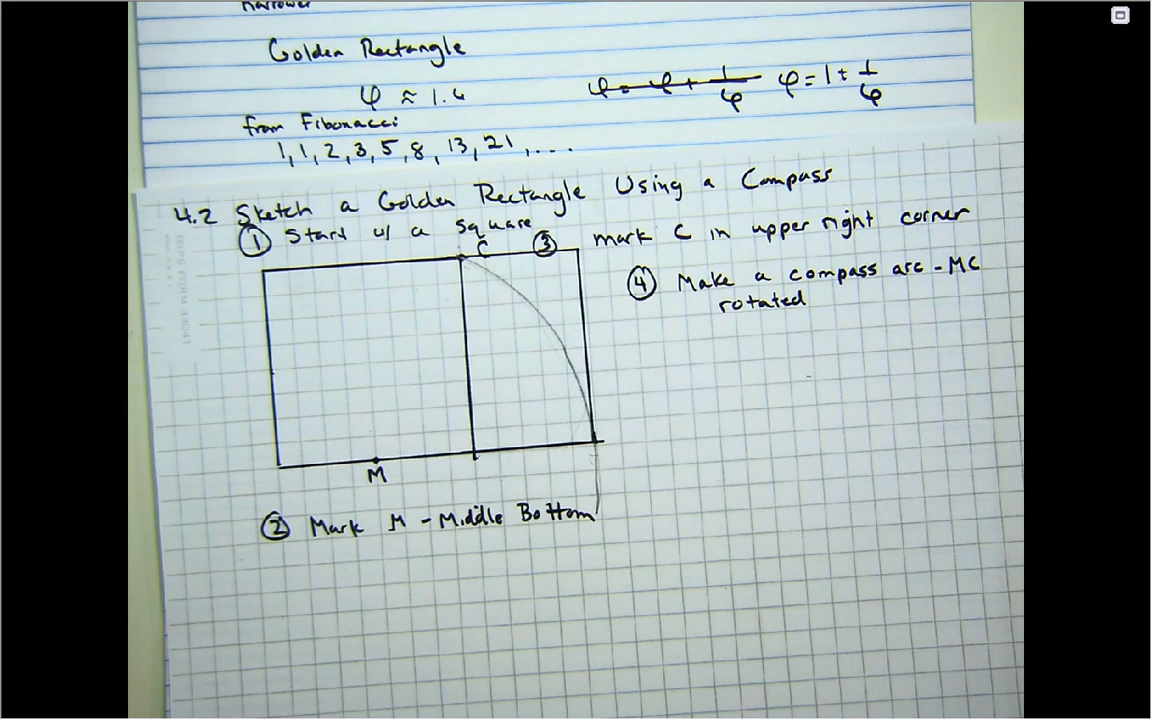 narrower
Golden Rectangle
φ ≈ 1.6
φ = φ + 1/φ φ = 1 + 1/φ
from Fibonacci
1, 1, 2, 3, 5, 8, 13, 21, ....
4.2 Sketch a Golden Rectangle Using a Compass
① Start w/ a square
③ mark C in upper right corner
C
④ Make a compass arc - MC
rotated
M
② Mark M - Middle Bottom